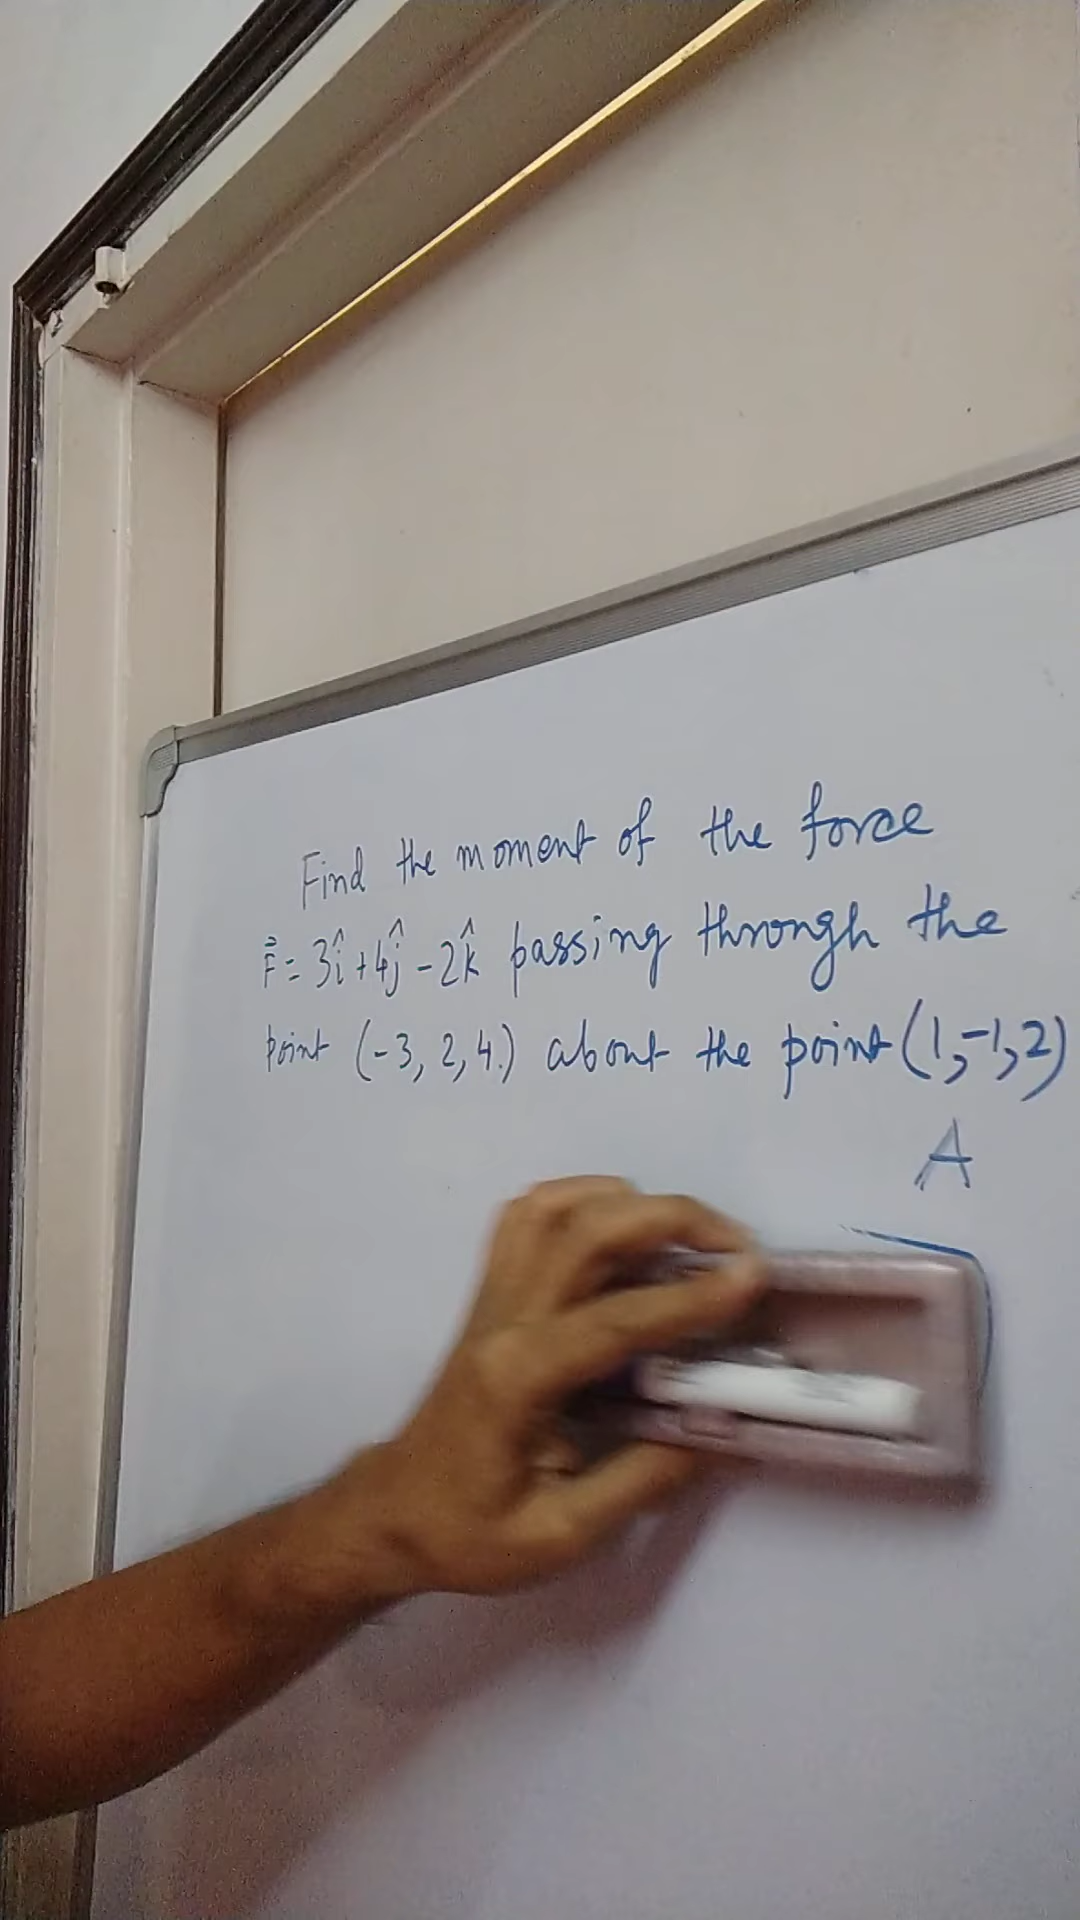 Find the moment of the force
F⃗ = 3î + 4ĵ - 2k̂ passing through the
point (-3, 2, 4.) about the point (1,-1,2)
A